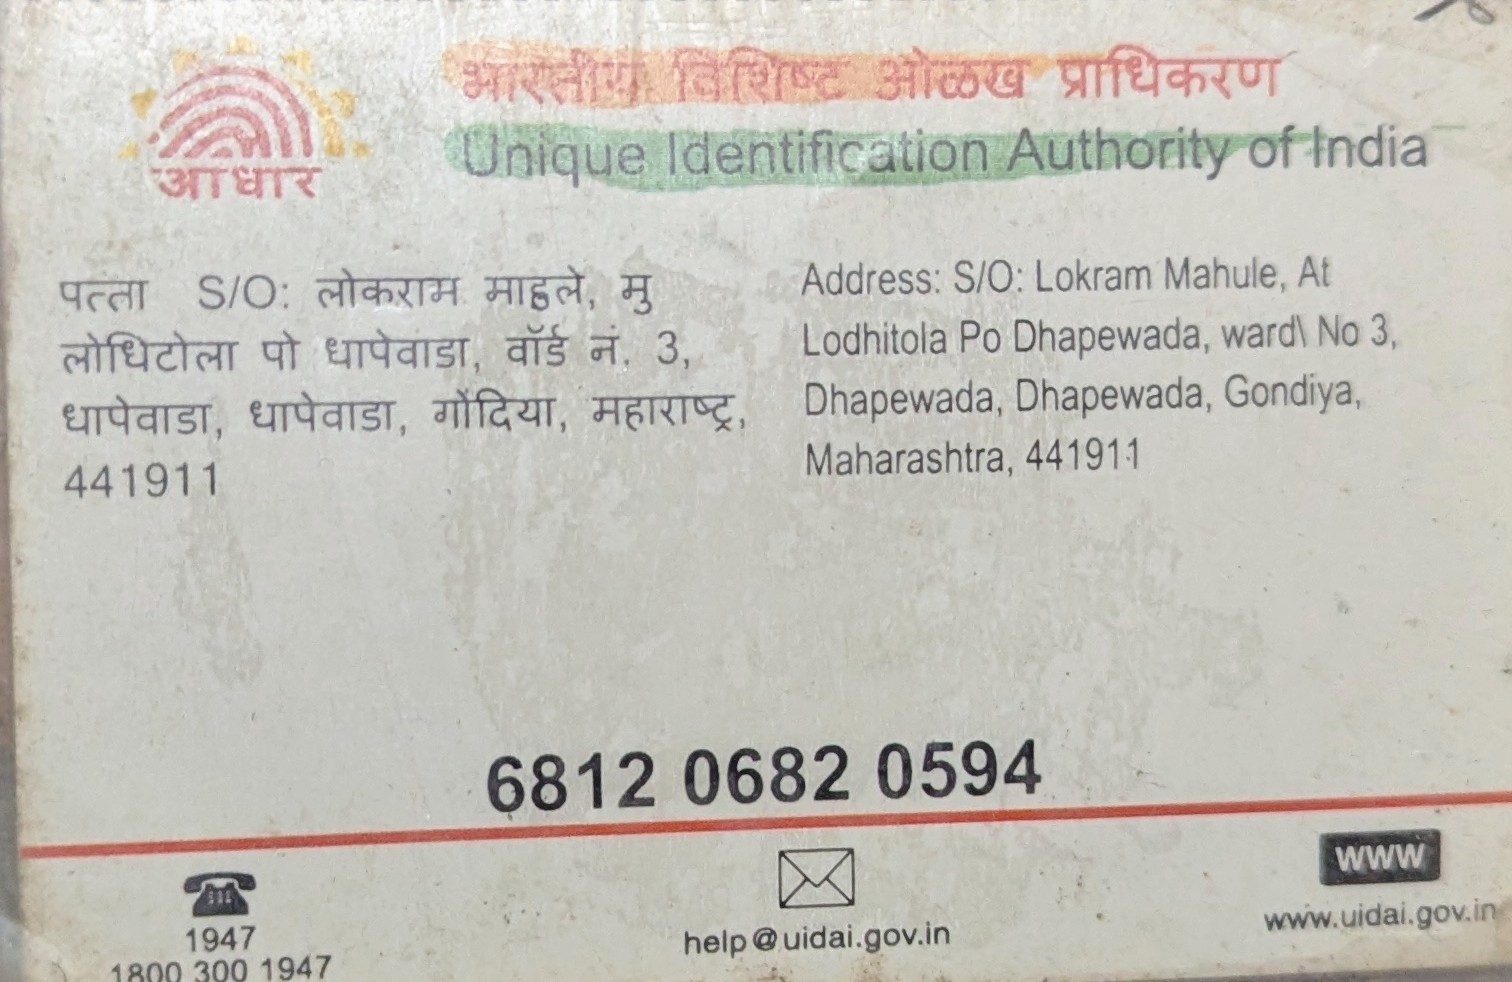 आधार
भारतीय विशिष्ट ओळख प्राधिकरण
Unique Identification Authority of India
पत्ता S/O: लोकराम माहुले, मु
लोधिटोला पो धापेवाडा, वॉर्ड नं. 3,
धापेवाडा, धापेवाडा, गोंदिया, महाराष्ट्र,
441911
Address: S/O: Lokram Mahule, At
Lodhitola Po Dhapewada, ward\ No 3,
Dhapewada, Dhapewada, Gondiya,
Maharashtra, 441911
6812 0682 0594
1947
1800 300 1947
help@uidai.gov.in
WWW
www.uidai.gov.in